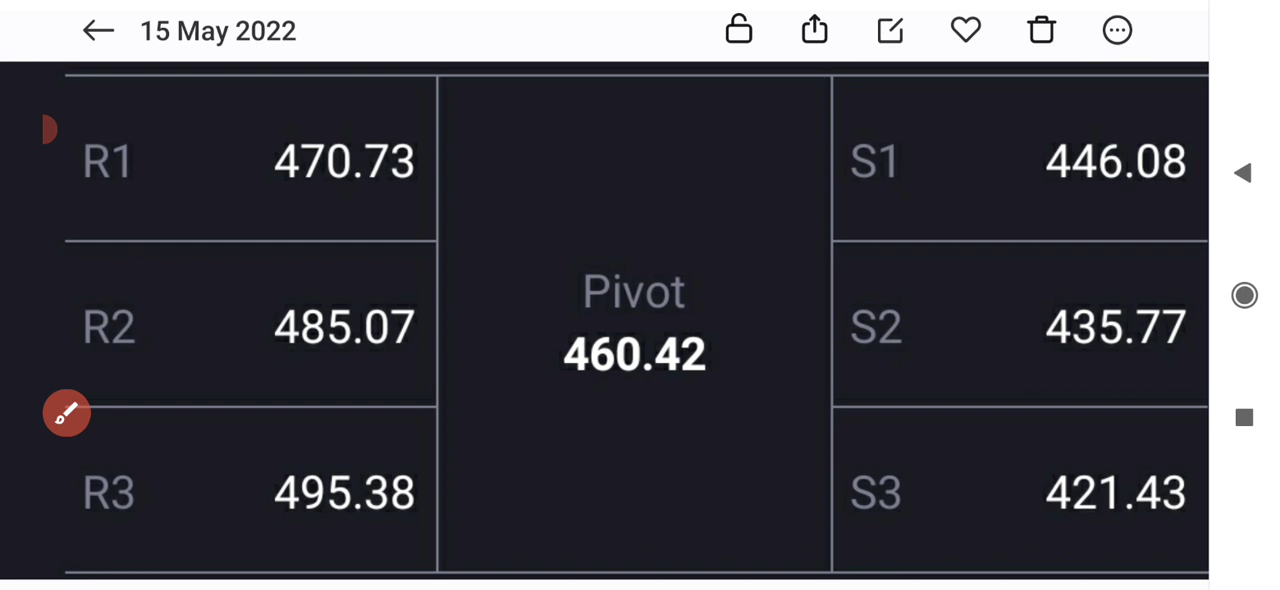 15 May 2022
R1 470.73
S1 446.08
R2 485.07
Pivot
460.42
S2 435.77
R3 495.38
S3 421.43